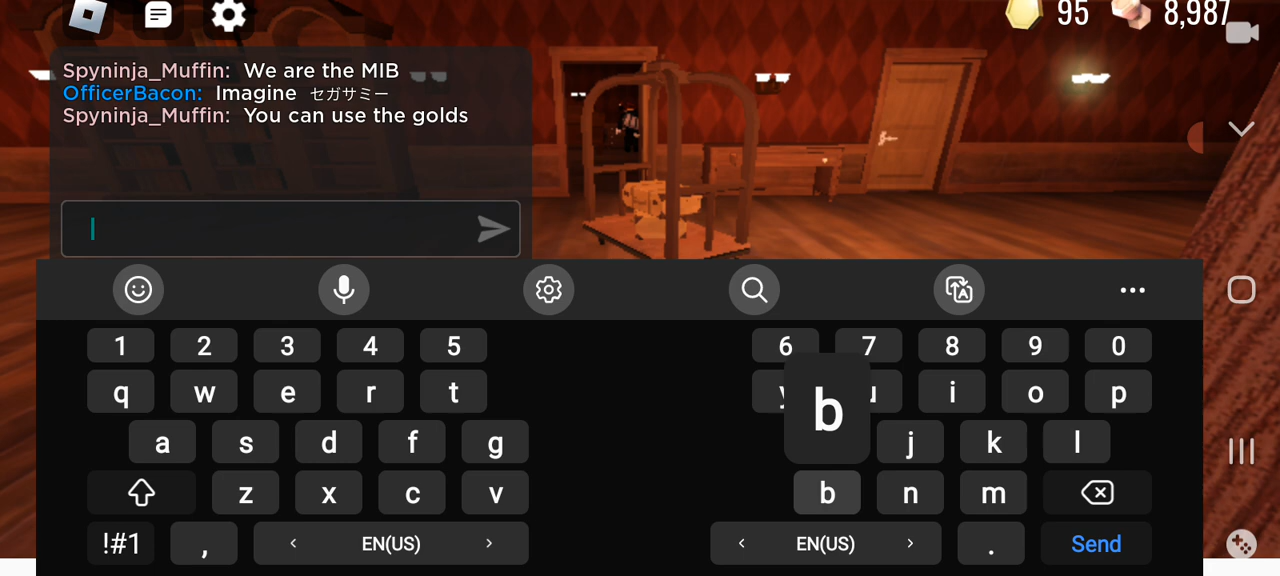 95 8,987
Spyninja_Muffin: We are the MIB
OfficerBacon: Imagine セガサミー
Spyninja_Muffin: You can use the golds
1 2 3 4 5 6 7 8 9 0
q w e r t y u i o p
b
a s d f g j k l
z x c v b n m
!#1 , < EN(US) > < EN(US) > . Send